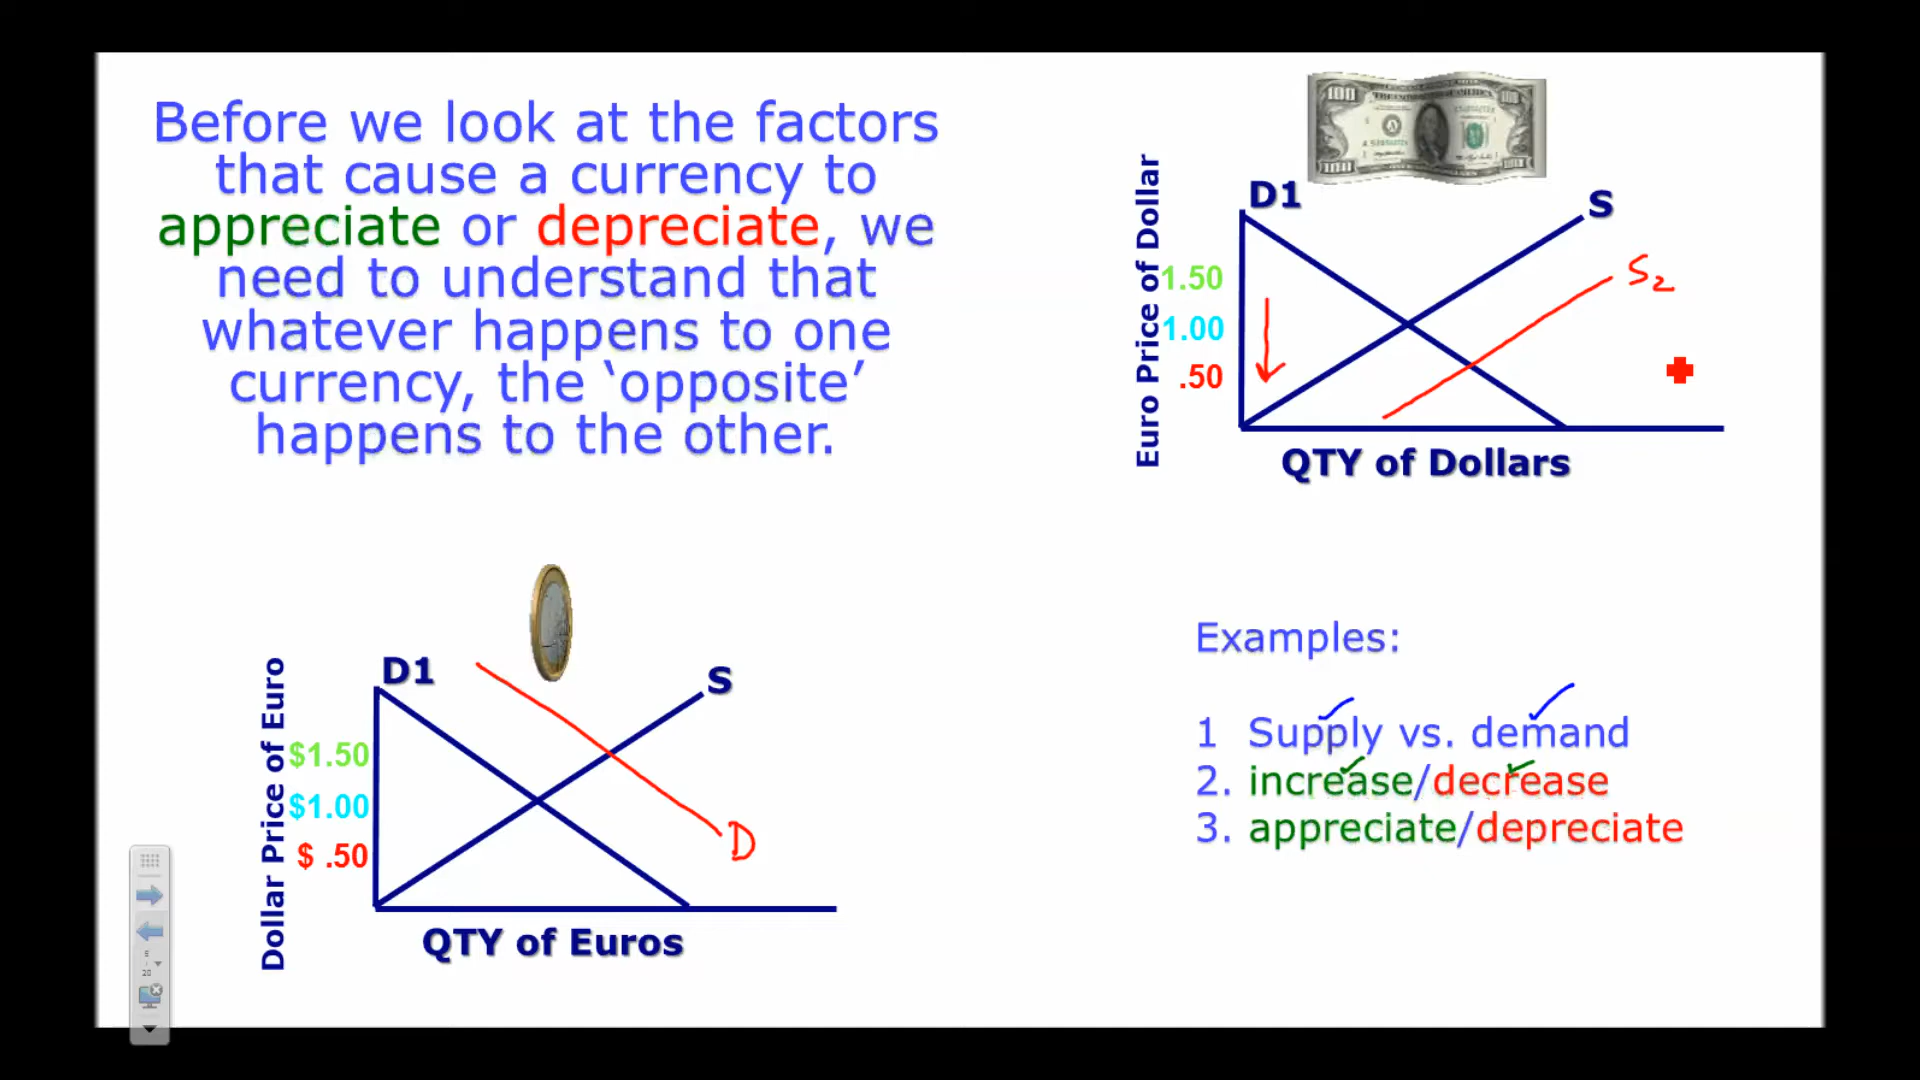 Before we look at the factors
that cause a currency to
appreciate or depreciate, we
need to understand that
whatever happens to one
currency, the ‘opposite’
happens to the other.
Euro Price of Dollar
D1
S
S2
1.50
1.00
.50
QTY of Dollars
Dollar Price of Euro
D1
S
$1.50
$1.00
$ .50
D
QTY of Euros
Examples:
1 Supply vs. demand
2. increase/decrease
3. appreciate/depreciate